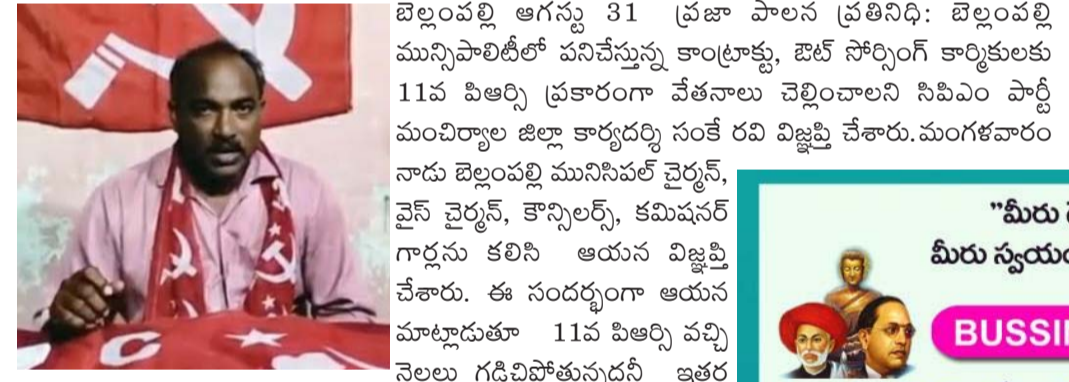 బెల్లంపల్లి ఆగస్టు 31 ప్రజా పాలన ప్రతినిధి: బెల్లంపల్లి
మున్సిపాలిటీలో పనిచేస్తున్న కాంట్రాక్టు, ఔట్ సోర్సింగ్ కార్మికులకు
11వ పిఆర్సి ప్రకారంగా వేతనాలు చెల్లించాలని సిపిఎం పార్టీ
మంచిర్యాల జిల్లా కార్యదర్శి సంకే రవి విజ్ఞప్తి చేశారు.మంగళవారం
నాడు బెల్లంపల్లి మునిసిపల్ చైర్మన్,
వైస్ చైర్మన్, కౌన్సిలర్స్, కమిషనర్
గార్లను కలిసి ఆయన విజ్ఞప్తి
చేశారు. ఈ సందర్భంగా ఆయన
మాట్లాడుతూ 11వ పిఆర్సి వచ్చి
నెలలు గడిచిపోతున్నదనీ ఇతర
"మీరు
మీరు స్వయం
BUSSI
C